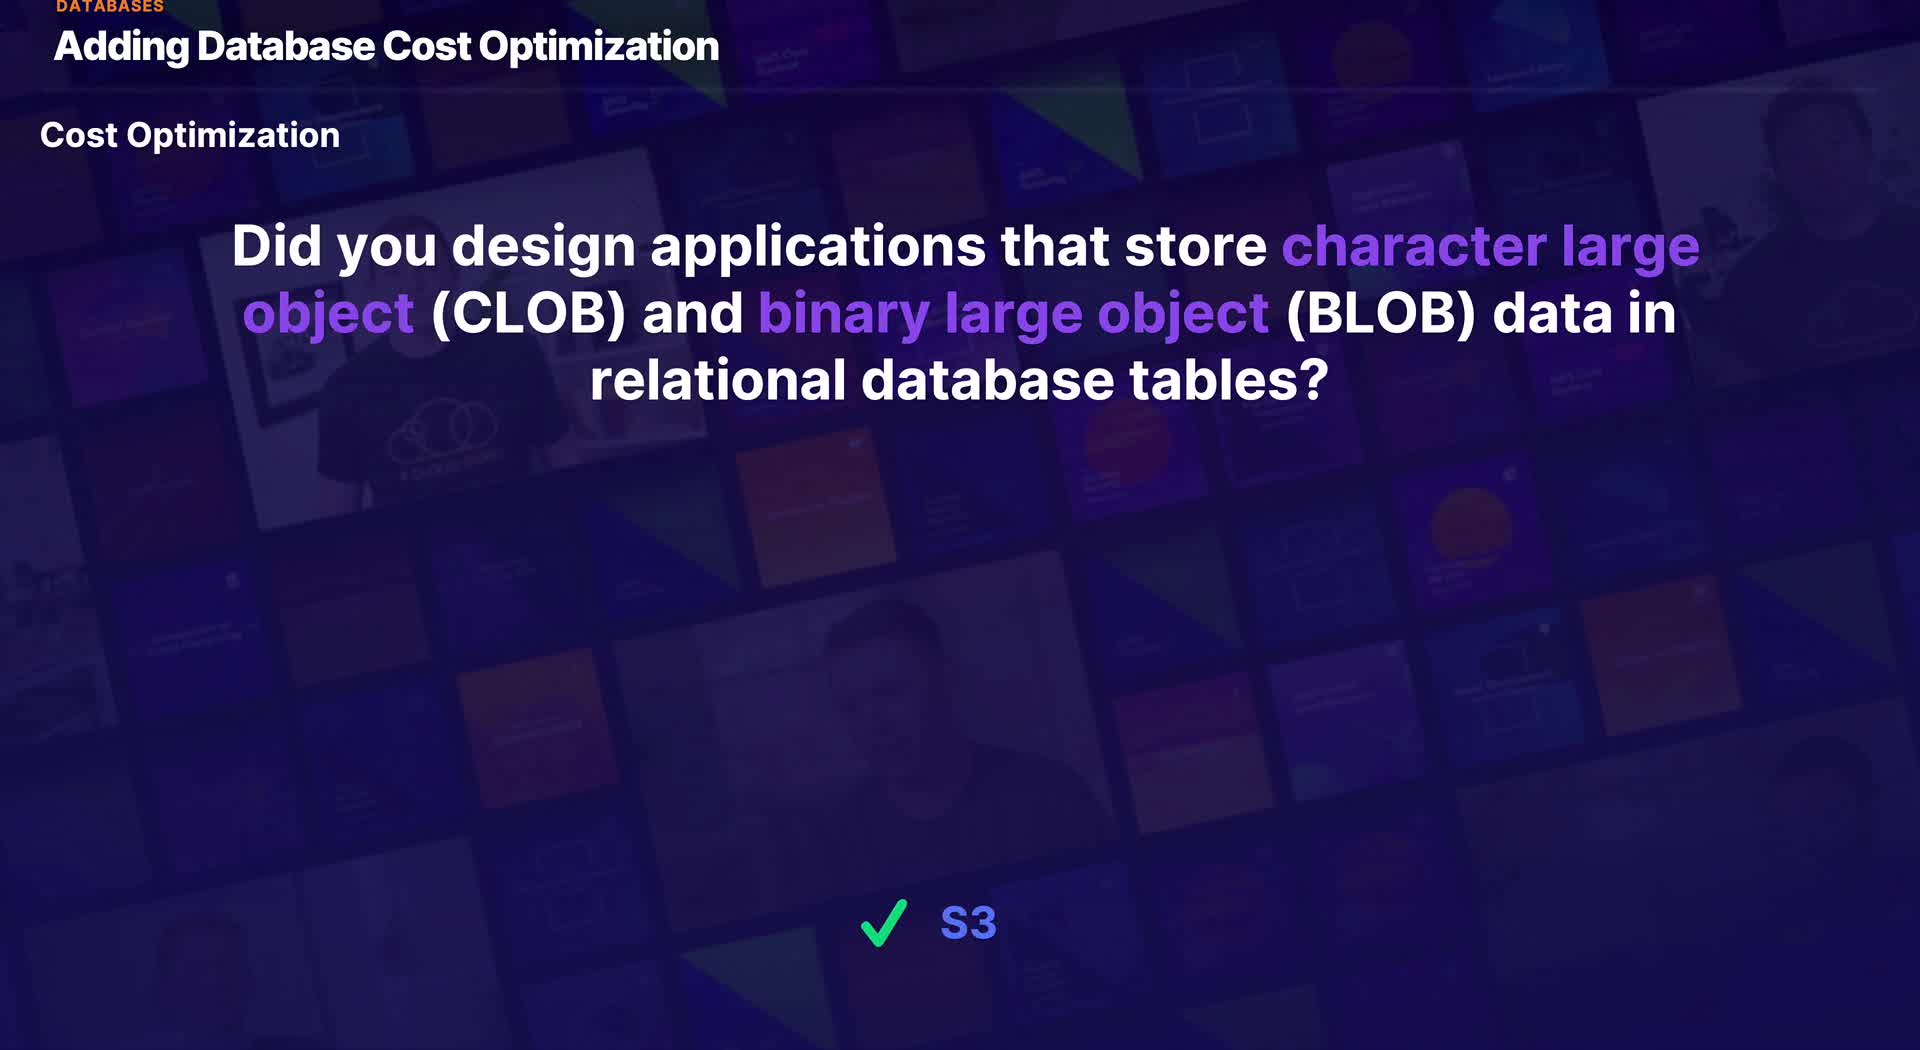 DATABASES
Adding Database Cost Optimization
Cost Optimization
Did you design applications that store character large
object (CLOB) and binary large object (BLOB) data in
relational database tables?
S3